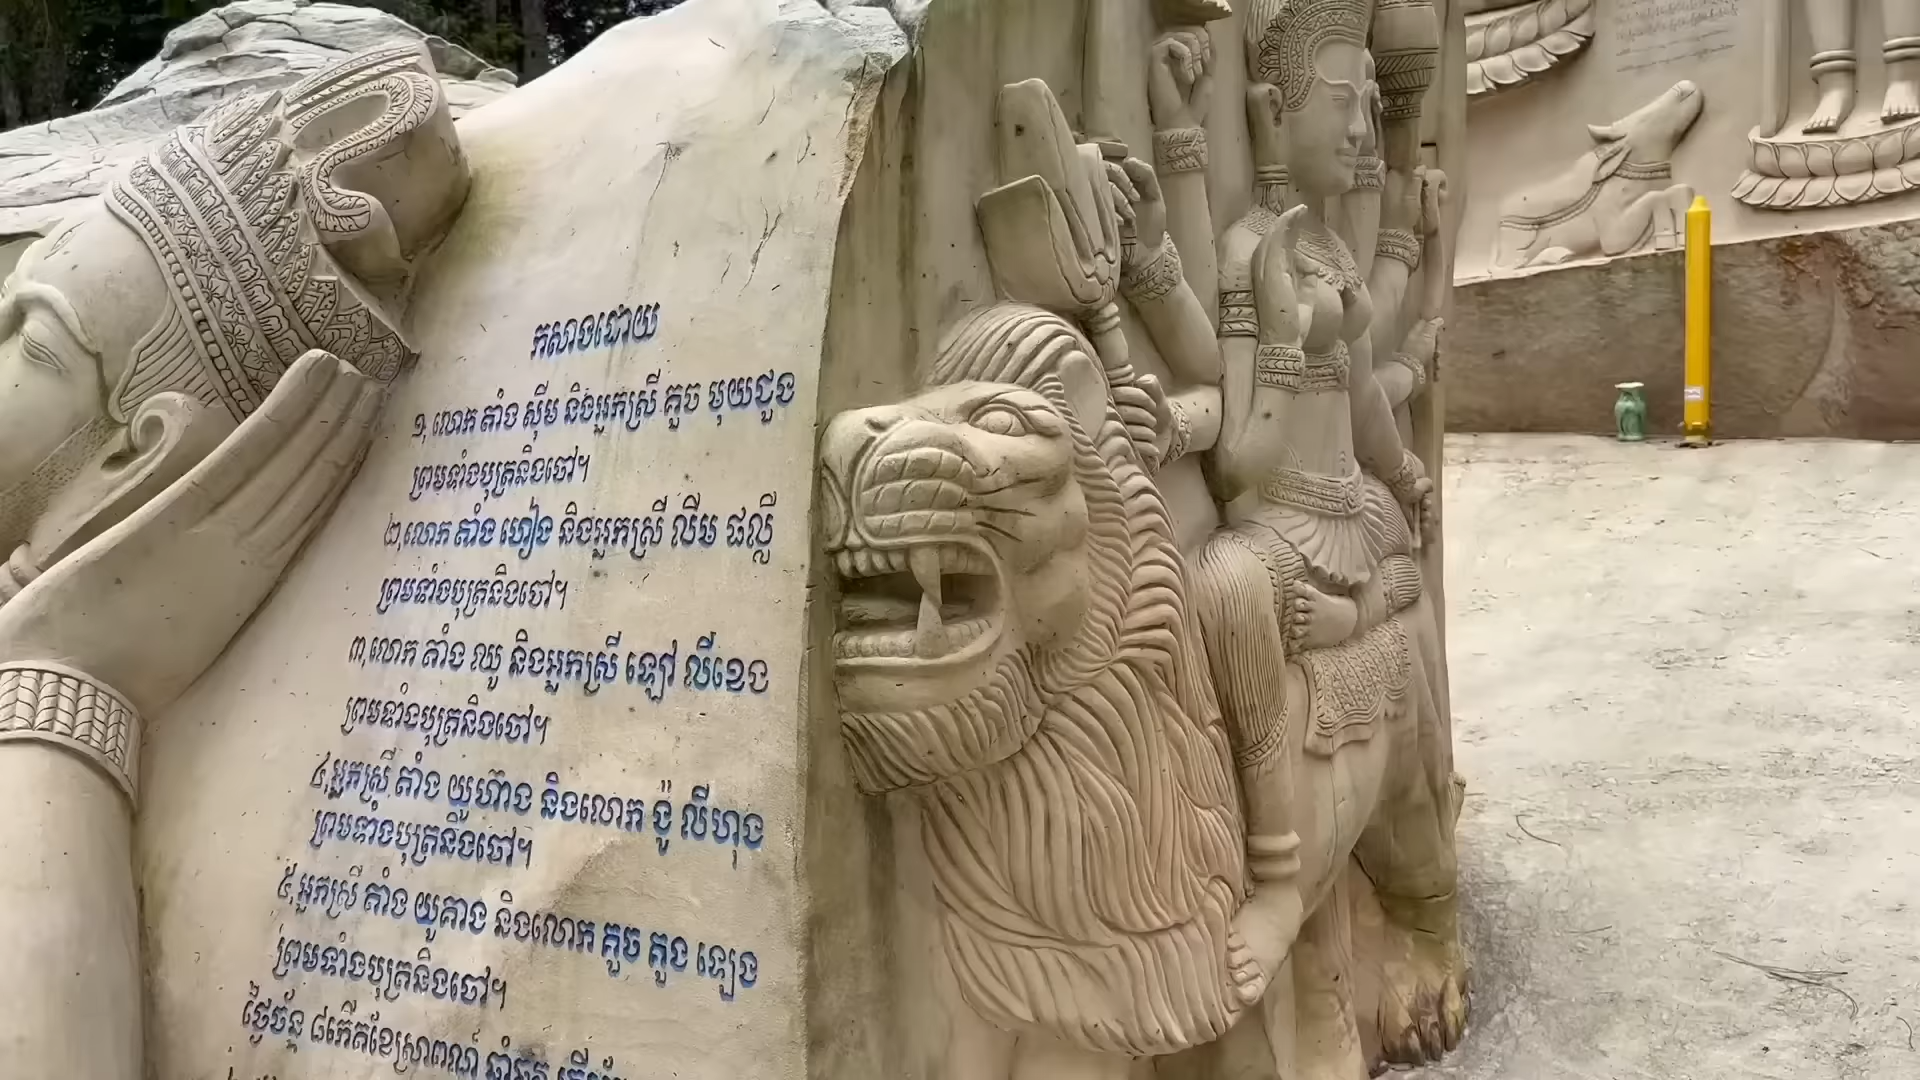 កសាងដោយ
១, លោក តាំង ស៊ីម និងអ្នកស្រី គួច មុយជូង
ព្រមទាំងបុត្រនិងចៅ។
២,លោក តាំង ហៀង និងអ្នកស្រី លីម ផល្លី
ព្រមទាំងបុត្រនិងចៅ។
៣,លោក តាំង ឈូ និងអ្នកស្រី ឡៅ លីខេង
ព្រមទាំងបុត្រនិងចៅ។
៤,អ្នកស្រី តាំង យូហ៊ាង និងលោក ង៉ូ លីហុង
ព្រមទាំងបុត្រនិងចៅ។
៥,អ្នកស្រី តាំង យូគាង និងលោក គួច តួង ឡេង
ព្រមទាំងបុត្រនិងចៅ។
ថ្ងៃច័ន្ទ ៨កើតខែស្រាពណ៍ ឆ្នាំ